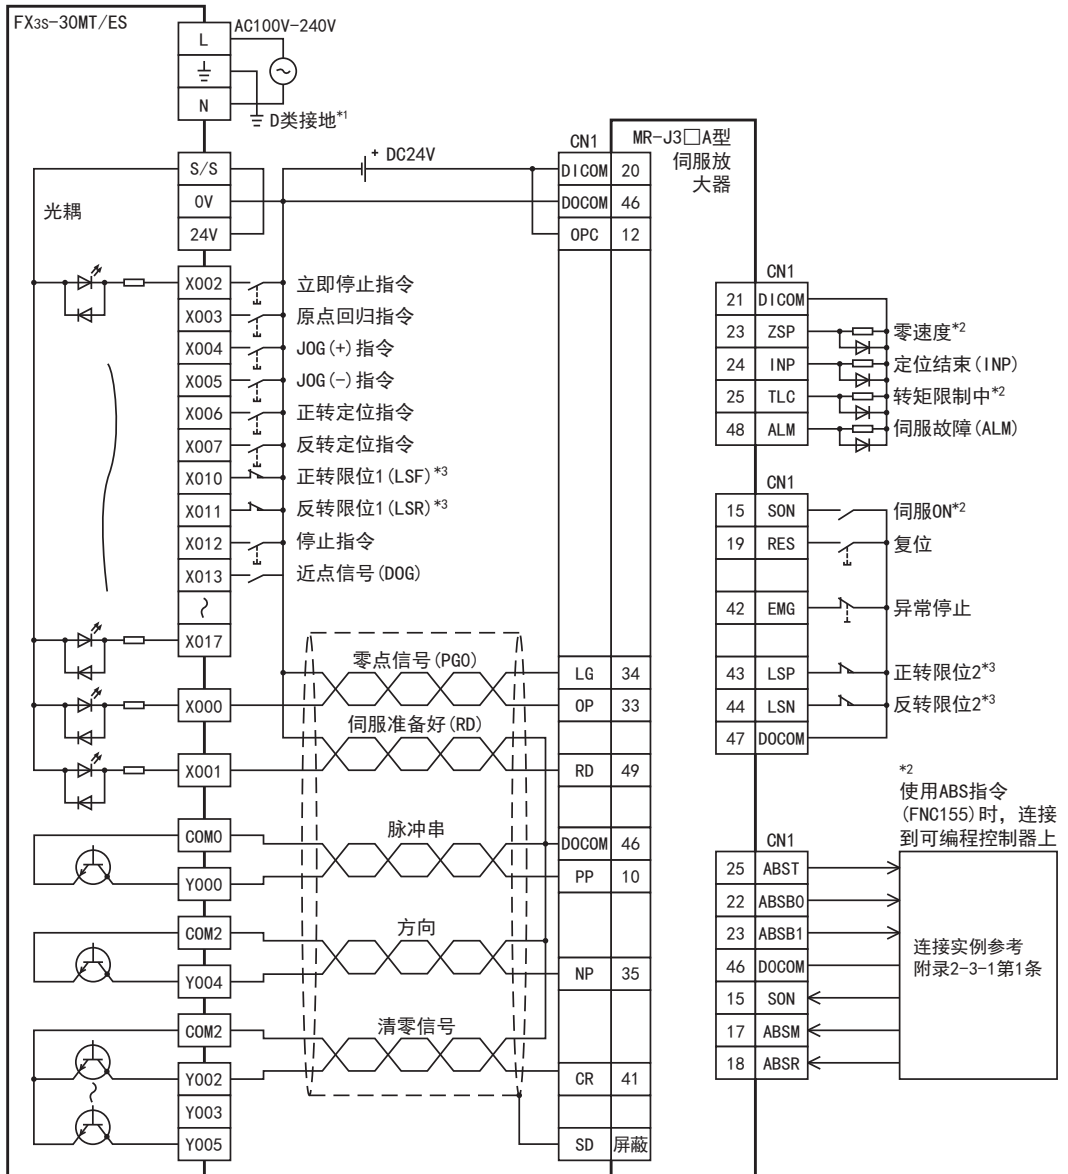 FX3S-30MT/ES
L
AC100V-240V
N
D类接地*1
S/S
0V
24V
+ DC24V
光耦
CN1
MR-J3□A型
伺服放
大器
DICOM 20
DOCOM 46
OPC 12
X002 立即停止指令
X003 原点回归指令
X004 JOG(+)指令
X005 JOG(-)指令
X006 正转定位指令
X007 反转定位指令
X010 正转限位1(LSF)*3
X011 反转限位1(LSR)*3
X012 停止指令
X013 近点信号(DOG)
X017
零点信号(PG0)
LG 34
X000
OP 33
伺服准备好(RD)
X001
RD 49
COM0
脉冲串
DOCOM 46
Y000
PP 10
COM2
方向
Y004
NP 35
COM2
清零信号
Y002
CR 41
Y003
Y005
SD 屏蔽
CN1
21 DICOM
23 ZSP 零速度*2
24 INP 定位结束(INP)
25 TLC 转矩限制中*2
48 ALM 伺服故障(ALM)
CN1
15 SON 伺服ON*2
19 RES 复位
42 EMG 异常停止
43 LSP 正转限位2*3
44 LSN 反转限位2*3
47 DOCOM
*2
使用ABS指令
(FNC155)时，连接
到可编程控制器上
CN1
25 ABST
22 ABSB0
23 ABSB1
46 DOCOM
15 SON
17 ABSM
18 ABSR
连接实例参考
附录2-3-1第1条